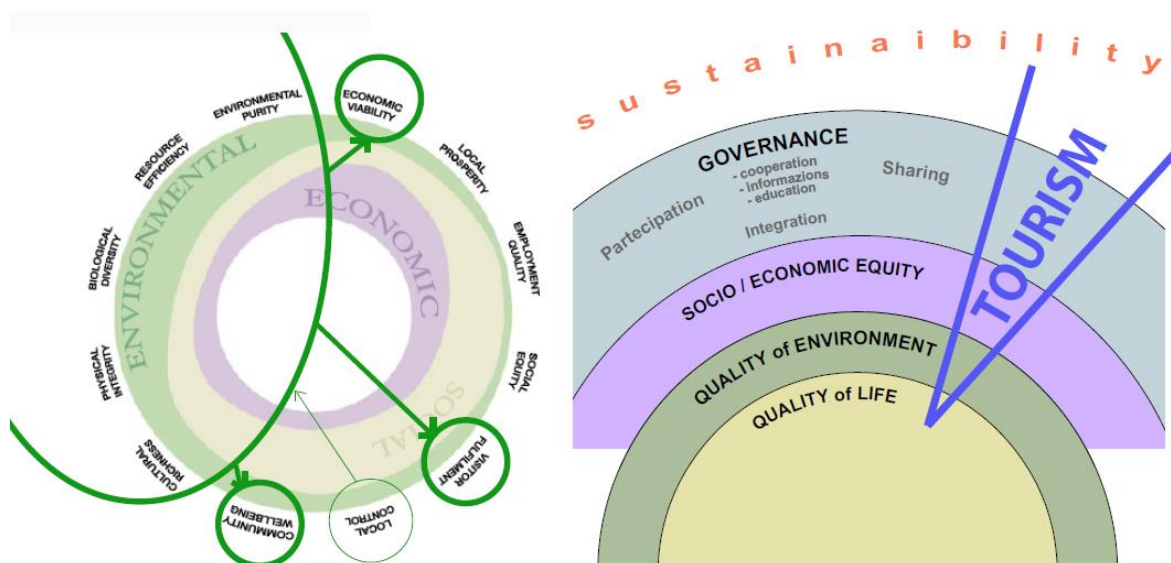 ENVIRONMENTAL
PURITY
ECONOMIC
VIABILITY
LOCAL
PROSPERITY
EMPLOYMENT
QUALITY
SOCIAL
EQUITY
VISITOR
FULFILMENT
LOCAL
CONTROL
COMMUNITY
WELLBEING
CULTURAL
RICHNESS
PHYSICAL
INTEGRITY
BIOLOGICAL
DIVERSITY
RESOURCE
EFFICIENCY
ENVIRONMENTAL
ECONOMIC
SOCIAL
sustainaibility
GOVERNANCE
- cooperation
- informazions
- education
Partecipation
Sharing
Integration
TOURISM
SOCIO / ECONOMIC EQUITY
QUALITY of ENVIRONMENT
QUALITY of LIFE